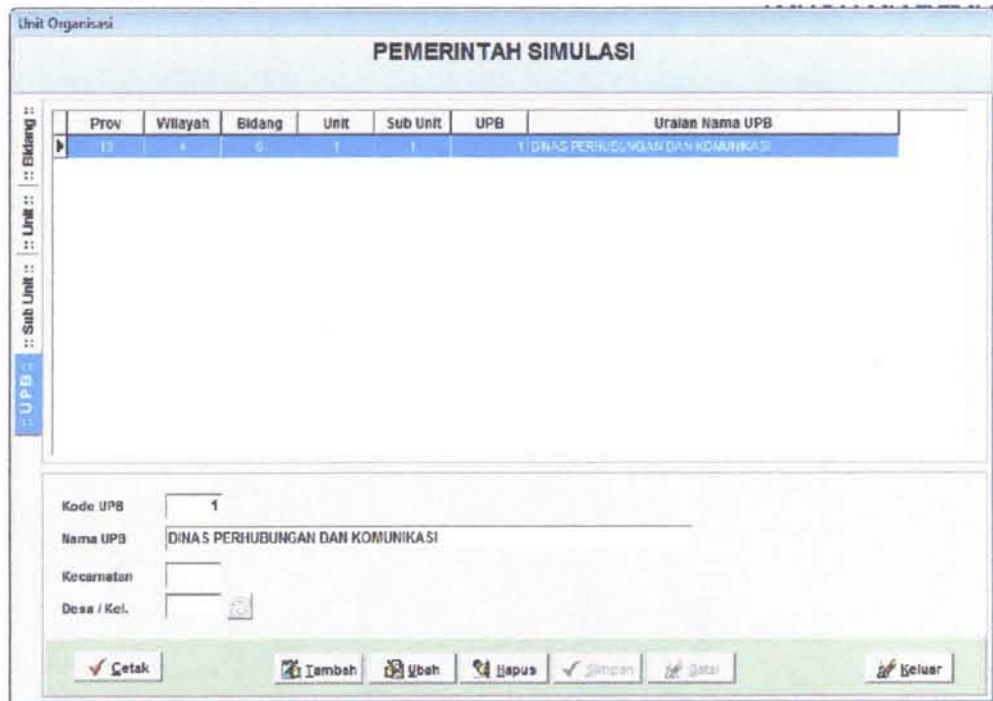 Unit Organisasi
PEMERINTAH SIMULASI
:: Bidang ::
:: Unit ::
:: Sub Unit ::
:: UPB ::
Prov Wilayah Bidang Unit Sub Unit UPB Uraian Nama UPB
13 4 6 1 1 1 DINAS PERHUBUNGAN DAN KOMUNIKASI
Kode UPB 1
Nama UPB DINAS PERHUBUNGAN DAN KOMUNIKASI
Kecamatan
Desa / Kel.
Cetak Tambah Ubah Hapus Simpan Batal Keluar